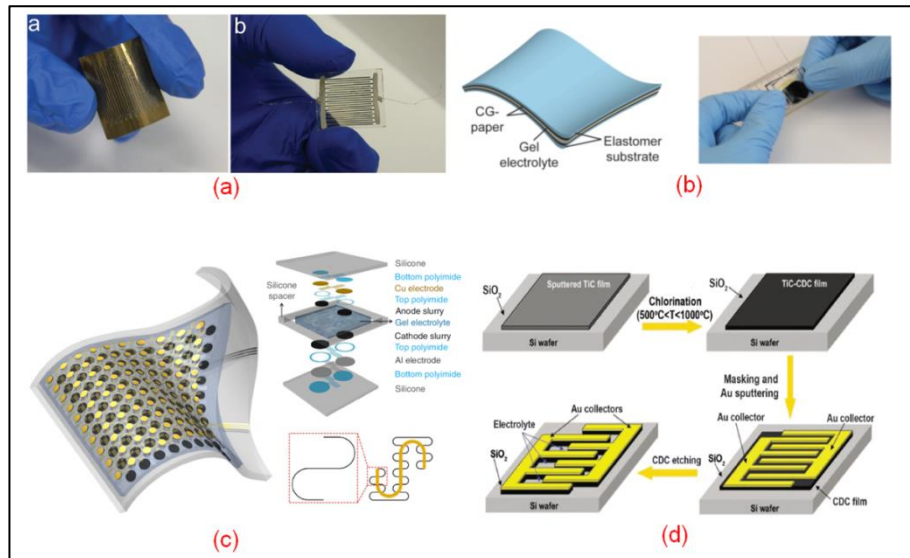 a
b
(a)
CG-
paper
Gel
electrolyte
Elastomer
substrate
(b)
Silicone
Bottom polyimide
Cu electrode
Top polyimide
Anode slurry
Gel electrolyte
Cathode slurry
Top polyimide
Al electrode
Bottom polyimide
Silicone
Silicone
spacer
(c)
SiO2
Sputtered TiC film
Si wafer
Chlorination
(500ºC<T<1000ºC)
SiO2
TiC-CDC film
Si wafer
Masking and
Au sputtering
Au collector
Au collector
SiO2
CDC film
Si wafer
CDC etching
Au collectors
Electrolyte
SiO2
Si wafer
(d)